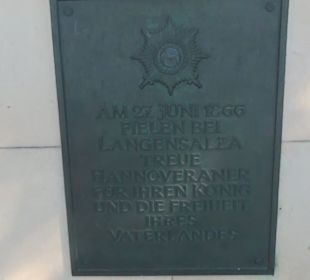 AM 27. JUNI 1866
FIELEN BEI
LANGENSALZA
TREUE
HANNOVERANER
FÜR IHREN KÖNIG
UND DIE FREIHEIT
IHRES
VATERLANDES